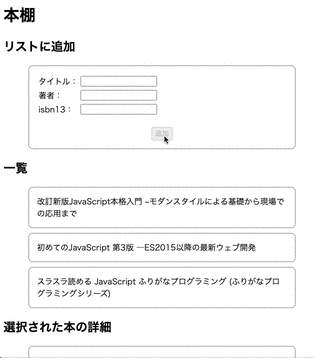 本棚
リストに追加
タイトル：
著者：
isbn13：
追加
一覧
改訂新版JavaScript本格入門 ~モダンスタイルによる基礎から現場で
の応用まで
初めてのJavaScript 第3版 ―ES2015以降の最新ウェブ開発
スラスラ読める JavaScript ふりがなプログラミング (ふりがなプロ
グラミングシリーズ)
選択された本の詳細